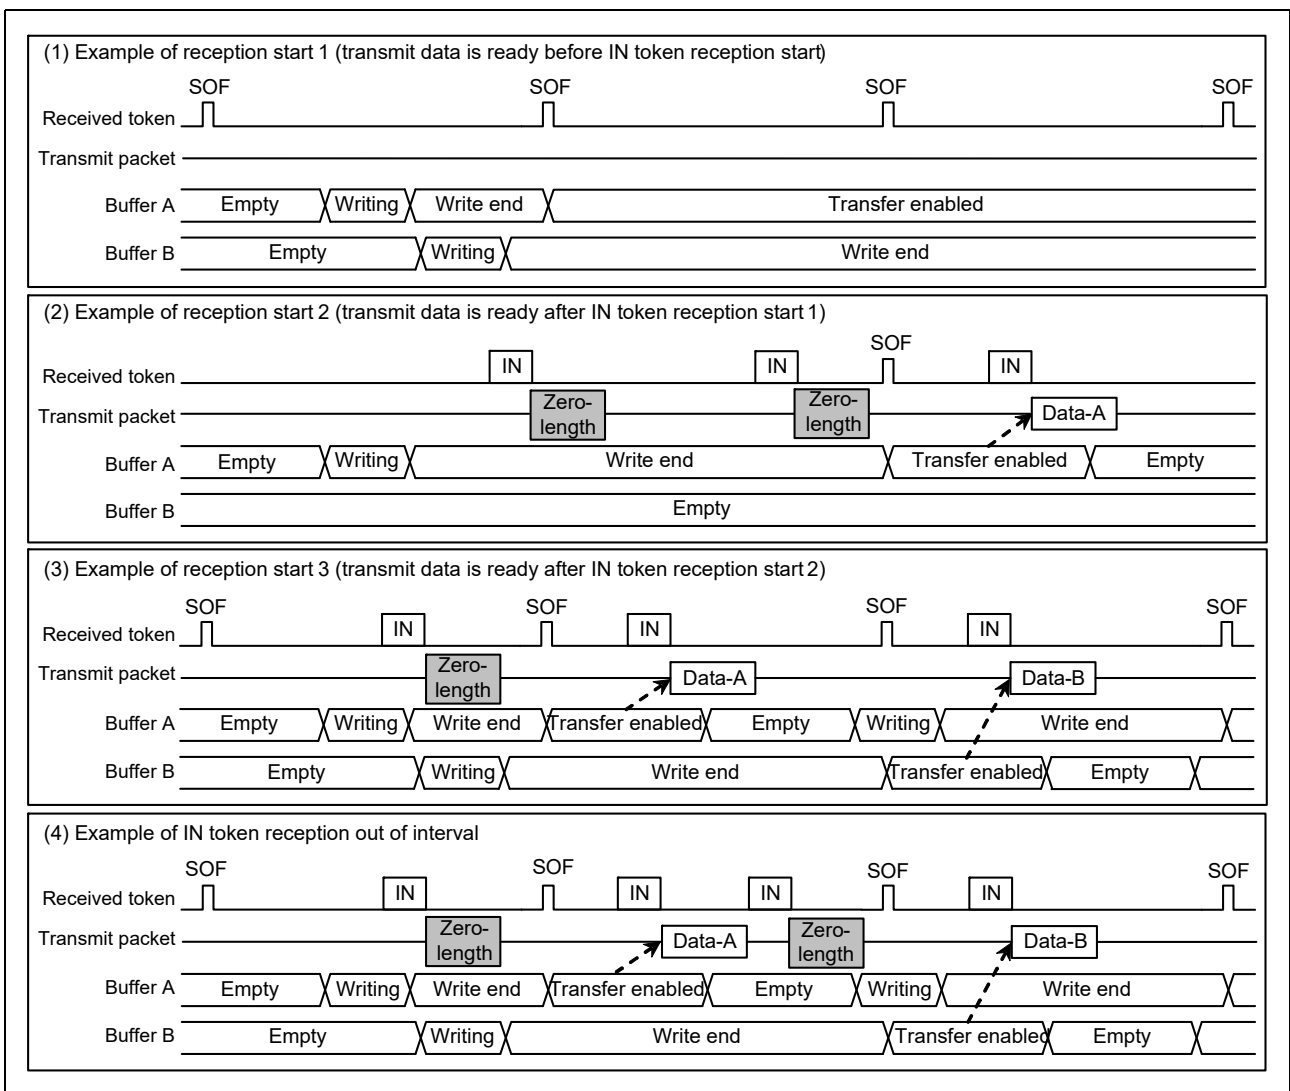 (1) Example of reception start 1 (transmit data is ready before IN token reception start)
SOF SOF SOF SOF
Received token
Transmit packet
Buffer A Empty Writing Write end Transfer enabled
Buffer B Empty Writing Write end
(2) Example of reception start 2 (transmit data is ready after IN token reception start 1)
SOF
Received token IN IN IN
Transmit packet Zero-length Zero-length Data-A
Buffer A Empty Writing Write end Transfer enabled Empty
Buffer B Empty
(3) Example of reception start 3 (transmit data is ready after IN token reception start 2)
SOF SOF SOF SOF
Received token IN IN IN
Transmit packet Zero-length Data-A Data-B
Buffer A Empty Writing Write end Transfer enabled Empty Writing Write end
Buffer B Empty Writing Write end Transfer enabled Empty
(4) Example of IN token reception out of interval
SOF SOF SOF SOF
Received token IN IN IN IN
Transmit packet Zero-length Data-A Zero-length Data-B
Buffer A Empty Writing Write end Transfer enabled Empty Writing Write end
Buffer B Empty Writing Write end Transfer enabled Empty